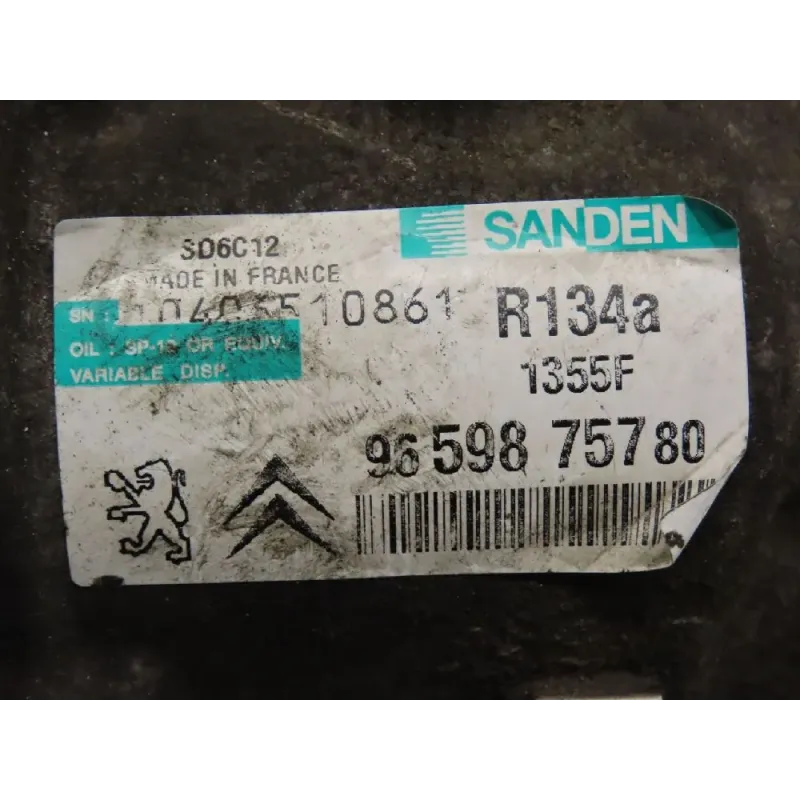 SANDEN
SD6C12
MADE IN FRANCE
SN :
R134a
OIL : SP-10 OR EQUIV.
VARIABLE DISP.
1355F
96 598 757 80